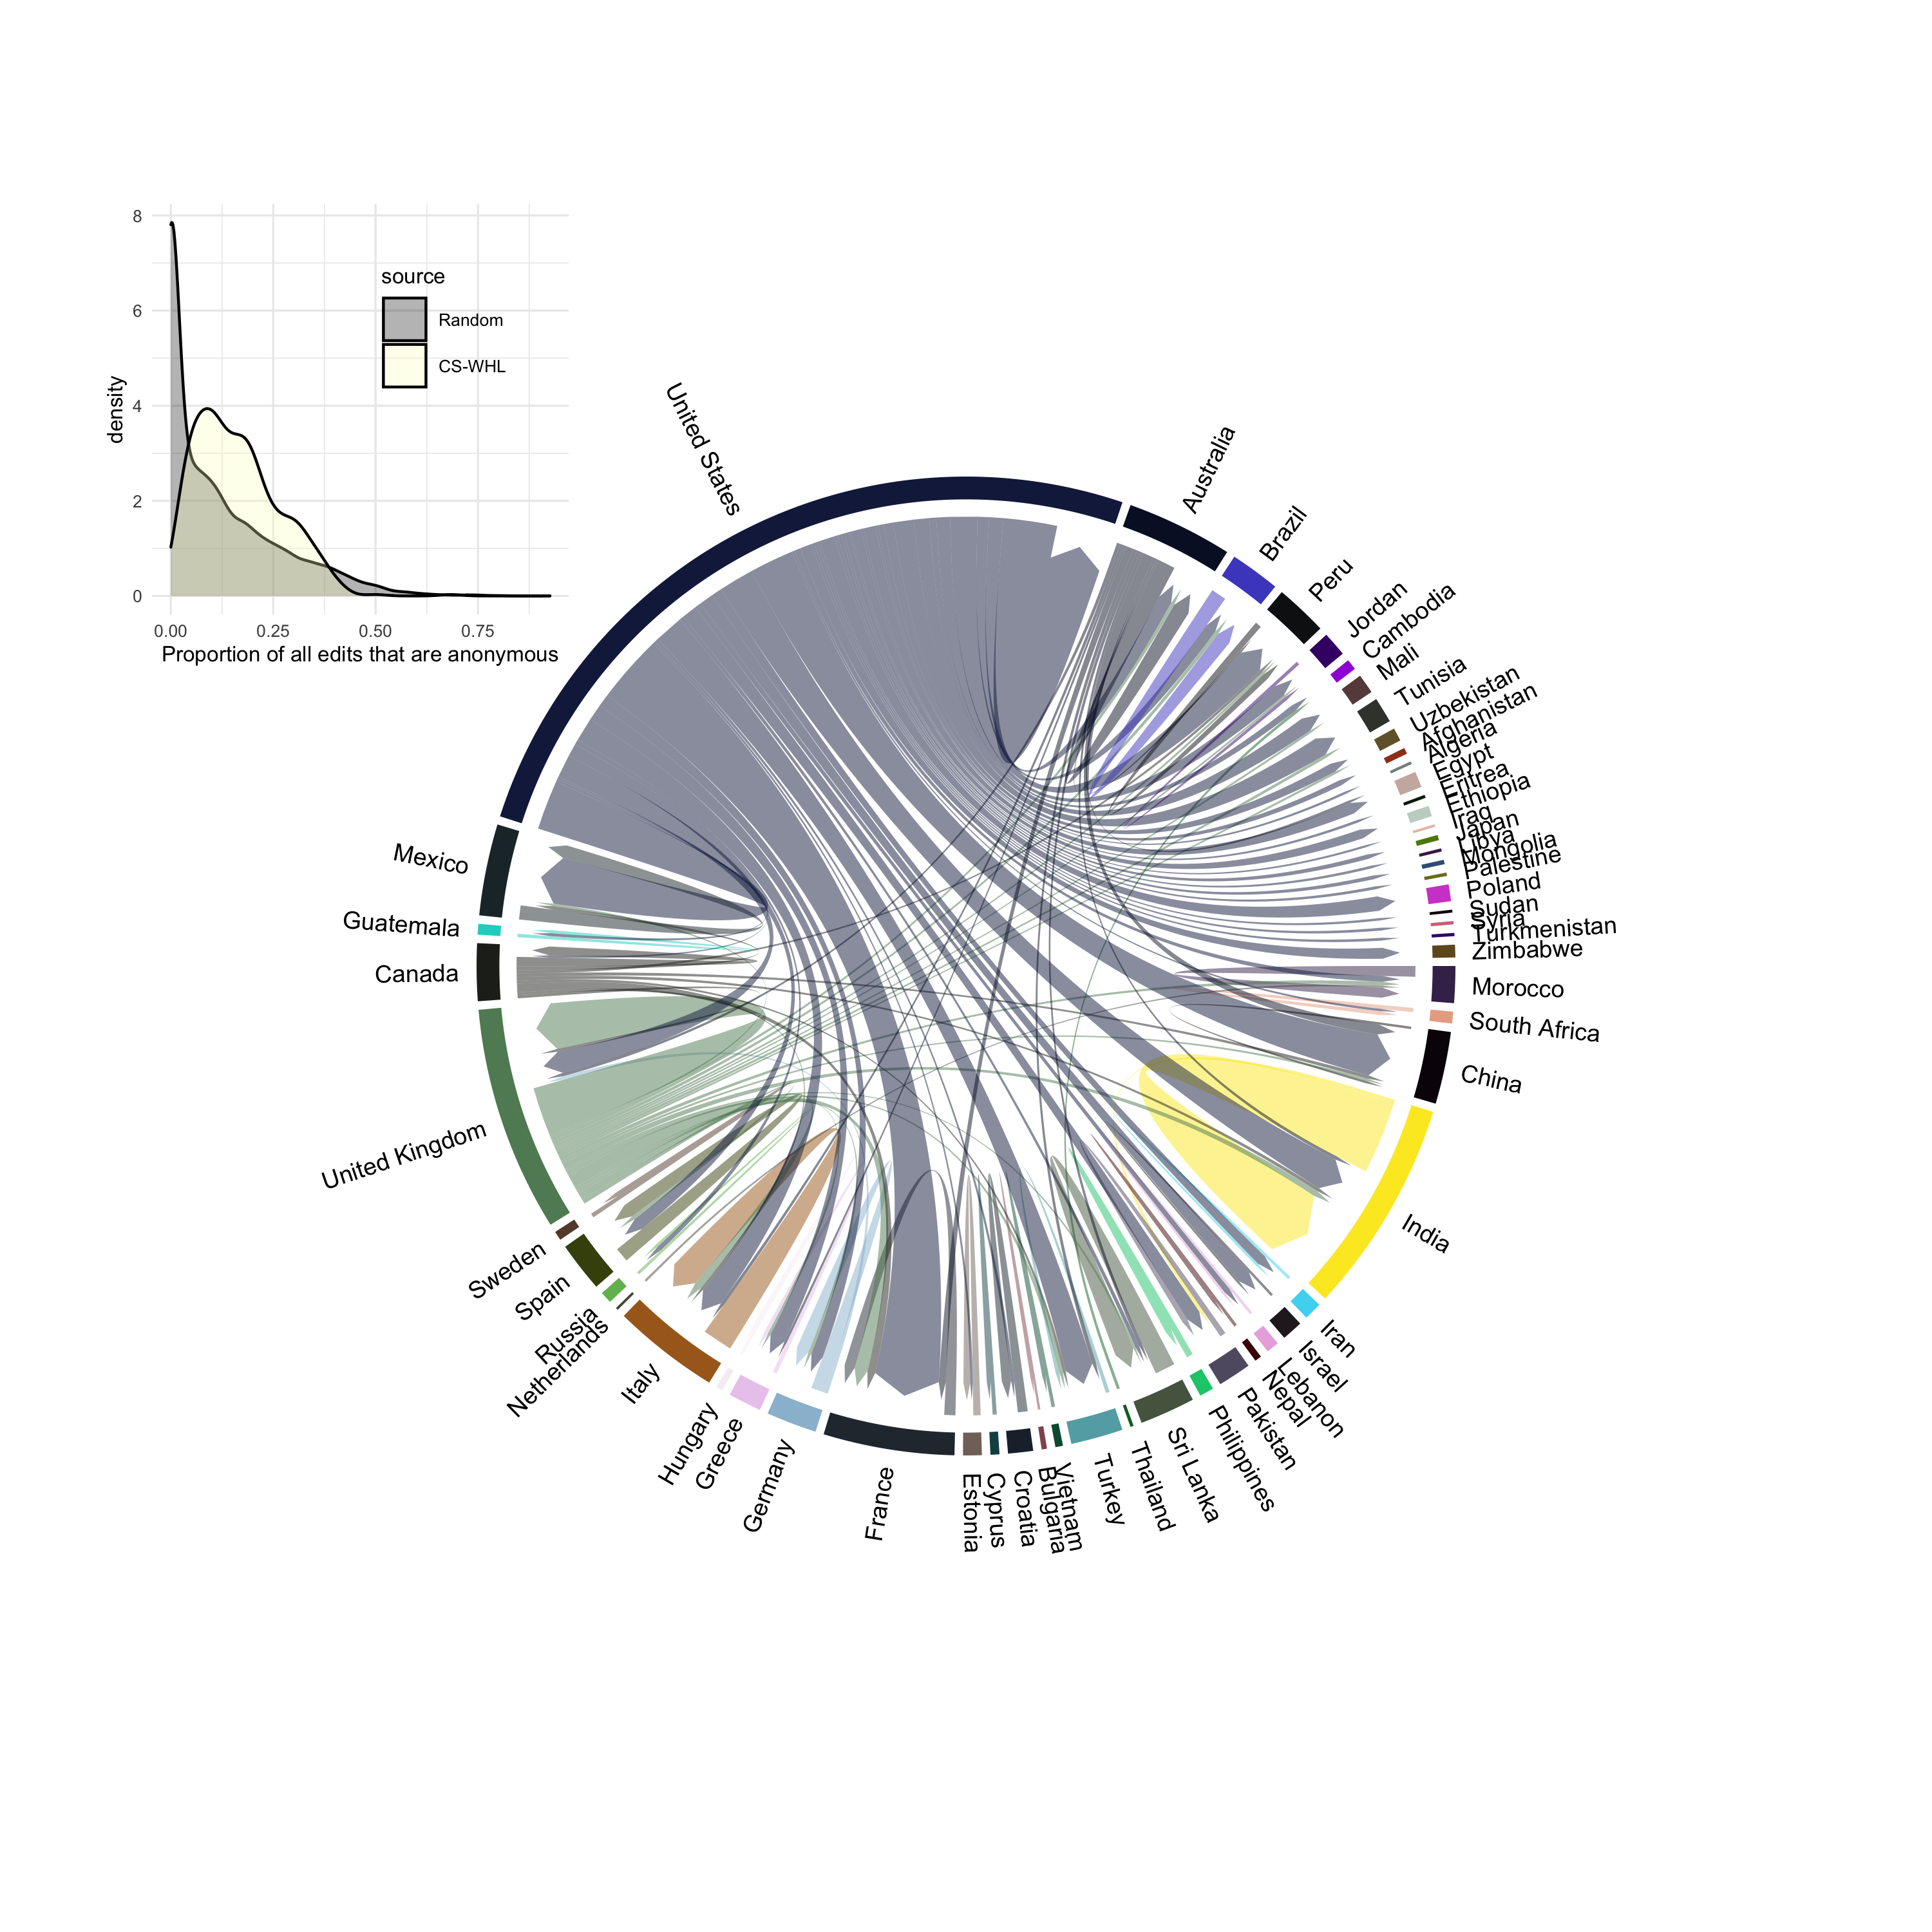 8
6
4
2
0
density
source
Random
CS-WHL
0.00
0.25
0.50
0.75
Proportion of all edits that are anonymous
United States
Australia
Brazil
Peru
Jordan
Cambodia
Mali
Tunisia
Uzbekistan
Afghanistan
Algeria
Egypt
Eritrea
Ethiopia
Iraq
Japan
Libya
Mongolia
Palestine
Poland
Sudan
Syria
Turkmenistan
Zimbabwe
Morocco
South Africa
China
India
Iran
Israel
Lebanon
Nepal
Pakistan
Philippines
Sri Lanka
Thailand
Turkey
Vietnam
Bulgaria
Croatia
Cyprus
Estonia
France
Germany
Greece
Hungary
Italy
Netherlands
Russia
Spain
Sweden
United Kingdom
Canada
Guatemala
Mexico